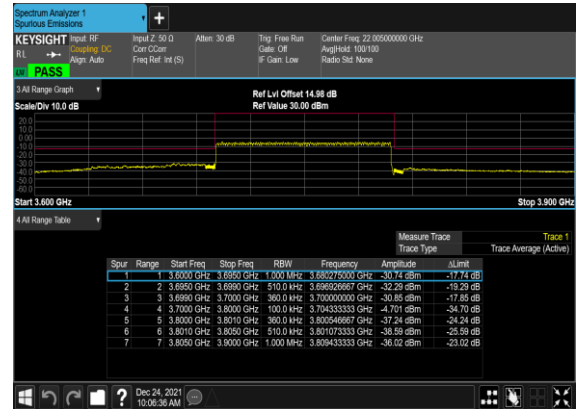 Spectrum Analyzer 1
Spurious Emissions
KEYSIGHT Input: RF Input Z: 50 Ω Atten: 30 dB Trig: Free Run Center Freq: 22.005000000 GHz
R L Coupling: DC Corr CCorr Gate: Off Avg|Hold: 100/100
Align: Auto Freq Ref: Int (S) IF Gain: Low Radio Std: None
PASS
3 All Range Graph
Ref Lvl Offset 14.98 dB
Scale/Div 10.0 dB Ref Value 30.00 dBm
20.0
10.0
0.00
-10.0
-20.0
-30.0
-40.0
-50.0
-60.0
Start 3.600 GHz Stop 3.900 GHz
4 All Range Table
Measure Trace Trace 1
Trace Type Trace Average (Active)
Spur Range Start Freq Stop Freq RBW Frequency Amplitude ΔLimit
1 1 3.6000 GHz 3.6950 GHz 1.000 MHz 3.680275000 GHz -30.74 dBm -17.74 dB
2 2 3.6950 GHz 3.6990 GHz 510.0 kHz 3.696926667 GHz -32.29 dBm -19.29 dB
3 3 3.6990 GHz 3.7000 GHz 360.0 kHz 3.700000000 GHz -30.85 dBm -17.85 dB
4 4 3.7000 GHz 3.8000 GHz 100.0 kHz 3.704333333 GHz -4.701 dBm -34.70 dB
5 5 3.8000 GHz 3.8010 GHz 360.0 kHz 3.800546667 GHz -37.24 dBm -24.24 dB
6 6 3.8010 GHz 3.8050 GHz 510.0 kHz 3.801073333 GHz -38.59 dBm -25.59 dB
7 7 3.8050 GHz 3.9000 GHz 1.000 MHz 3.809433333 GHz -36.02 dBm -23.02 dB
Dec 24, 2021
10:06:36 AM